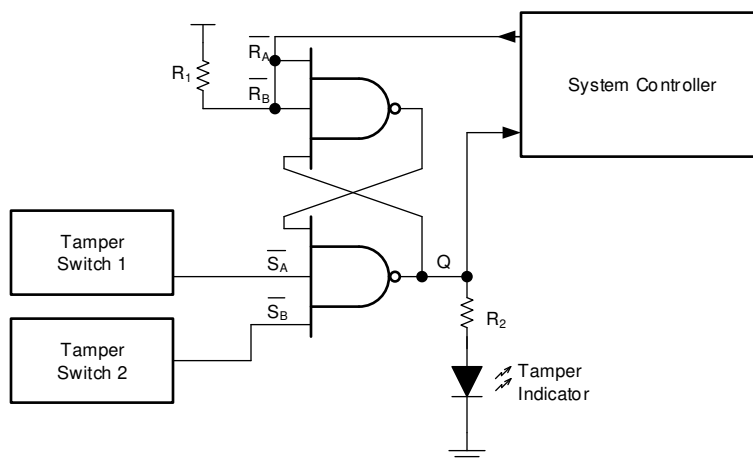 R̅A̅
R1
R̅B̅
System Controller
Tamper
Switch 1
S̅A̅
Q
S̅B̅
R2
Tamper
Switch 2
Tamper
Indicator